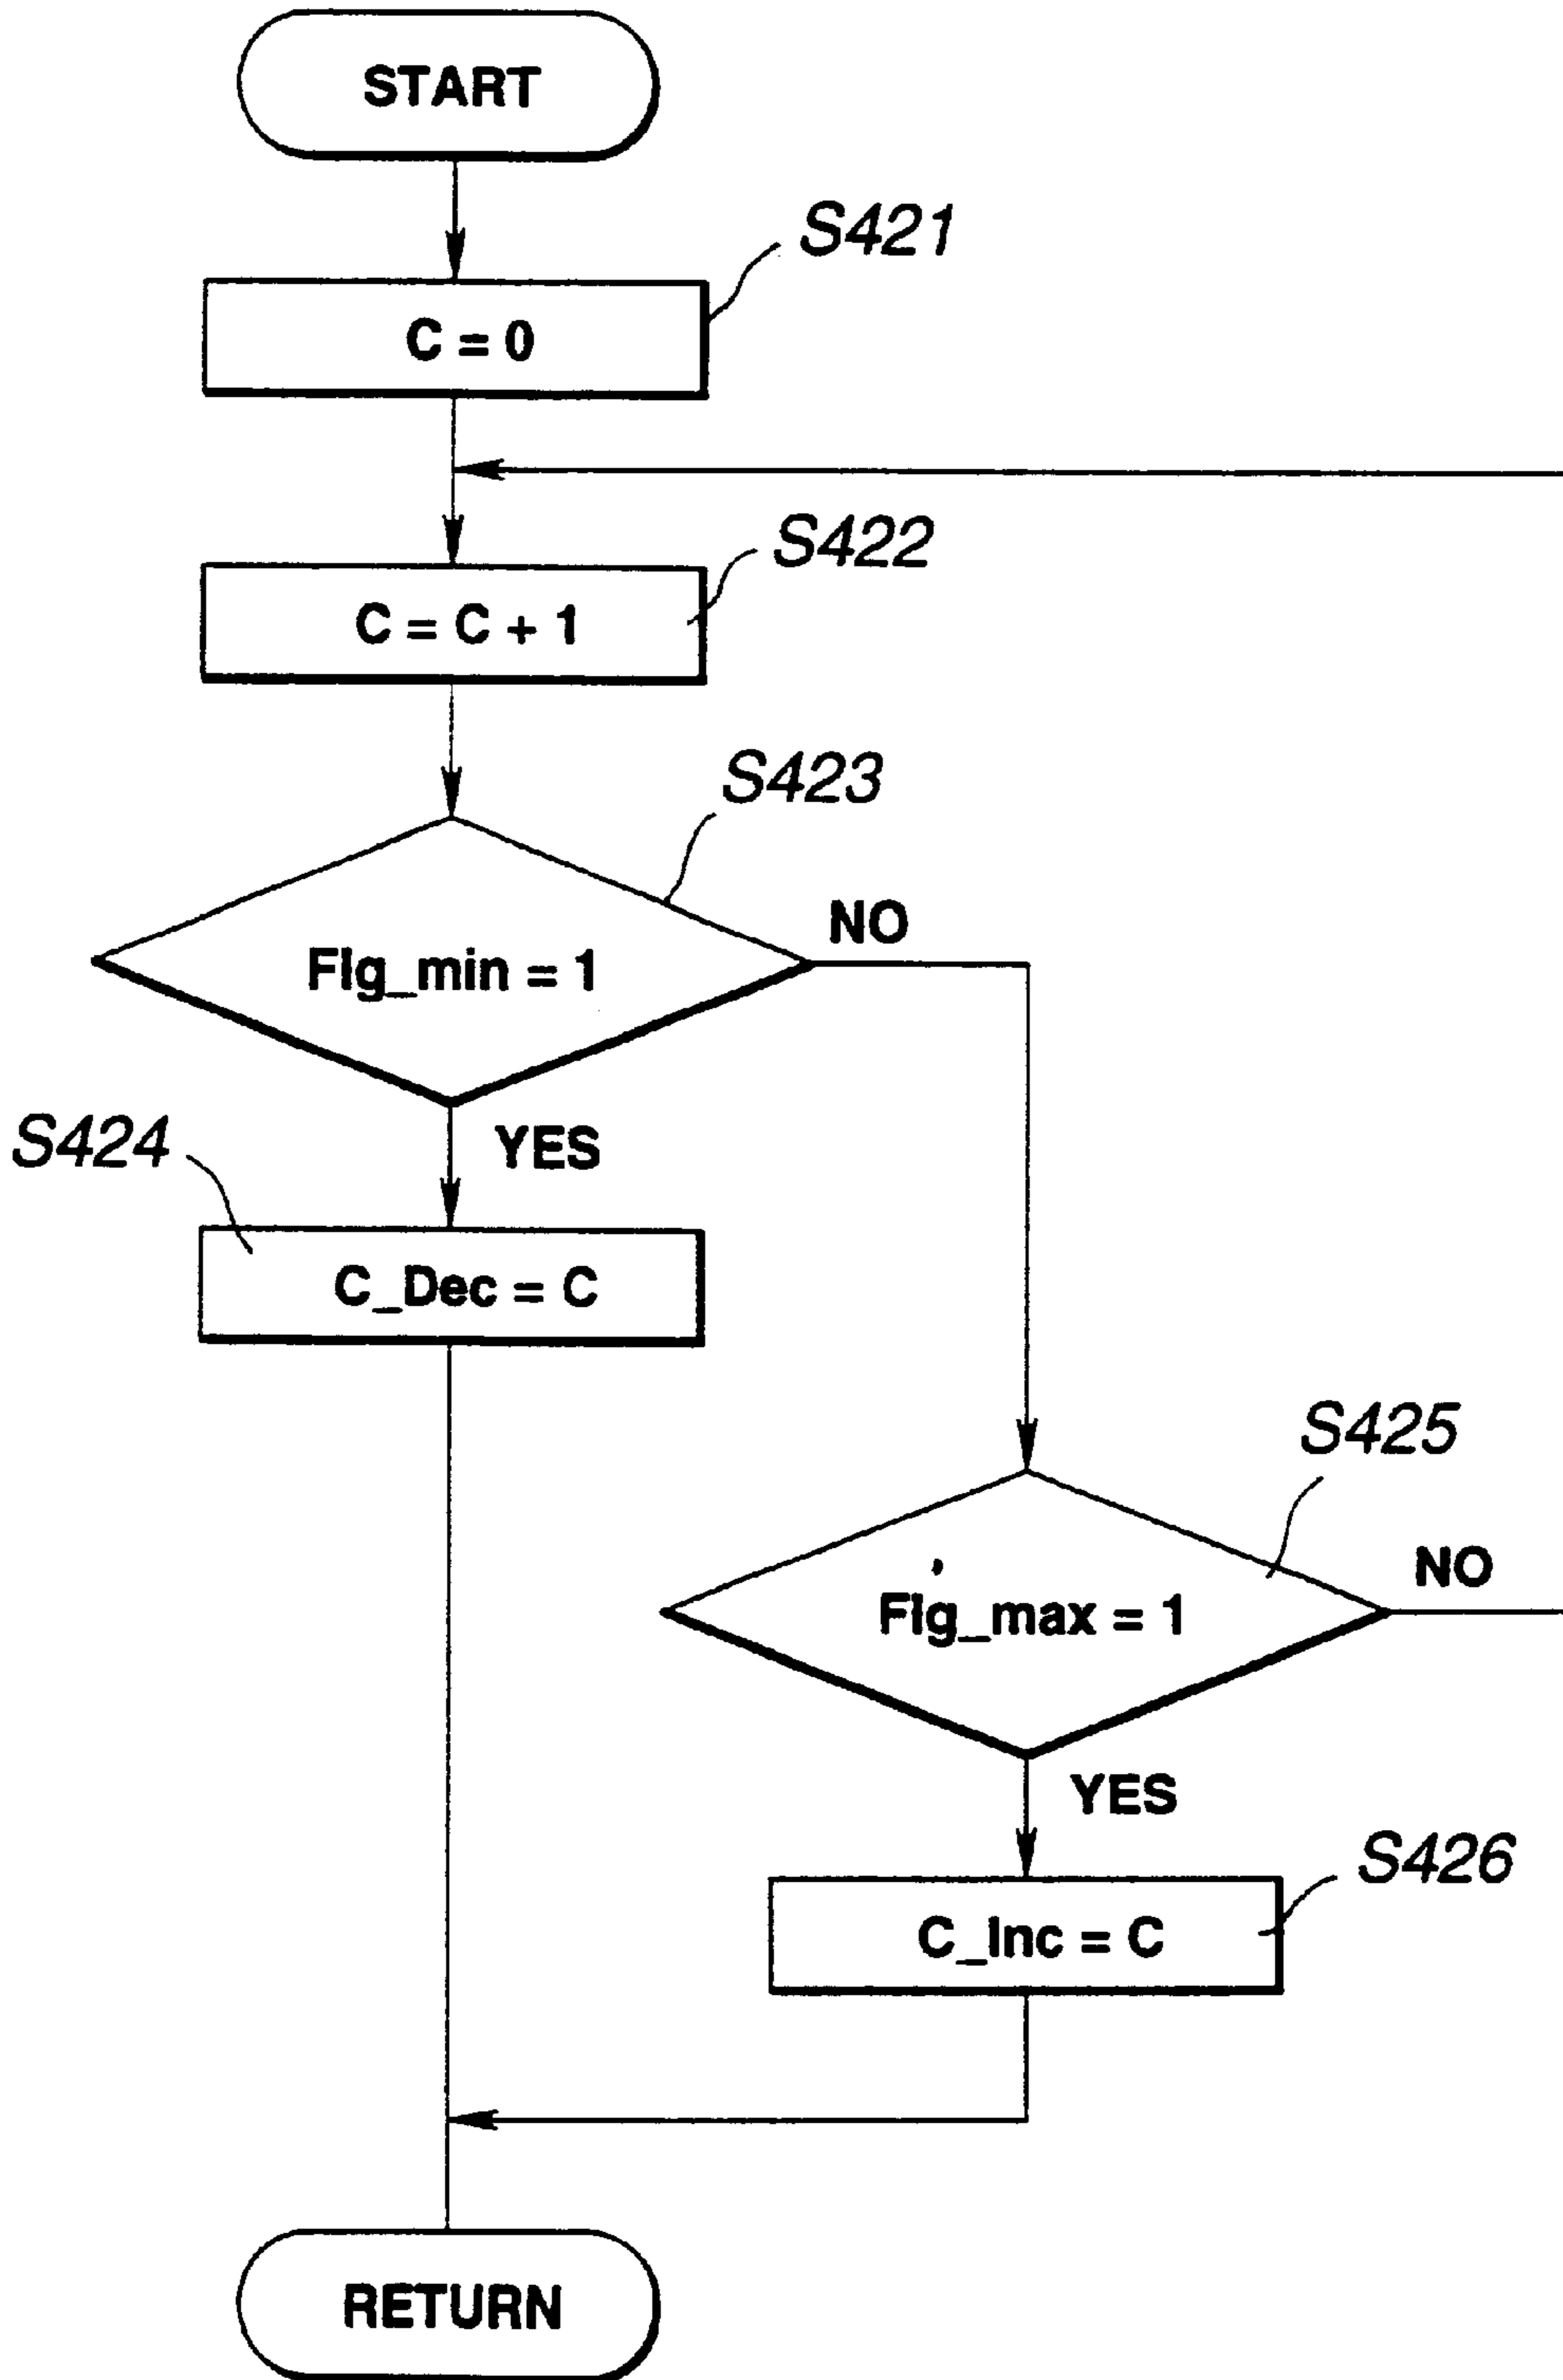 START
S421
C = 0
S422
C = C + 1
S423
Flg_min = 1
NO
YES
S424
C_Dec = C
S425
Flg_max = 1
NO
YES
S426
C_Inc = C
RETURN